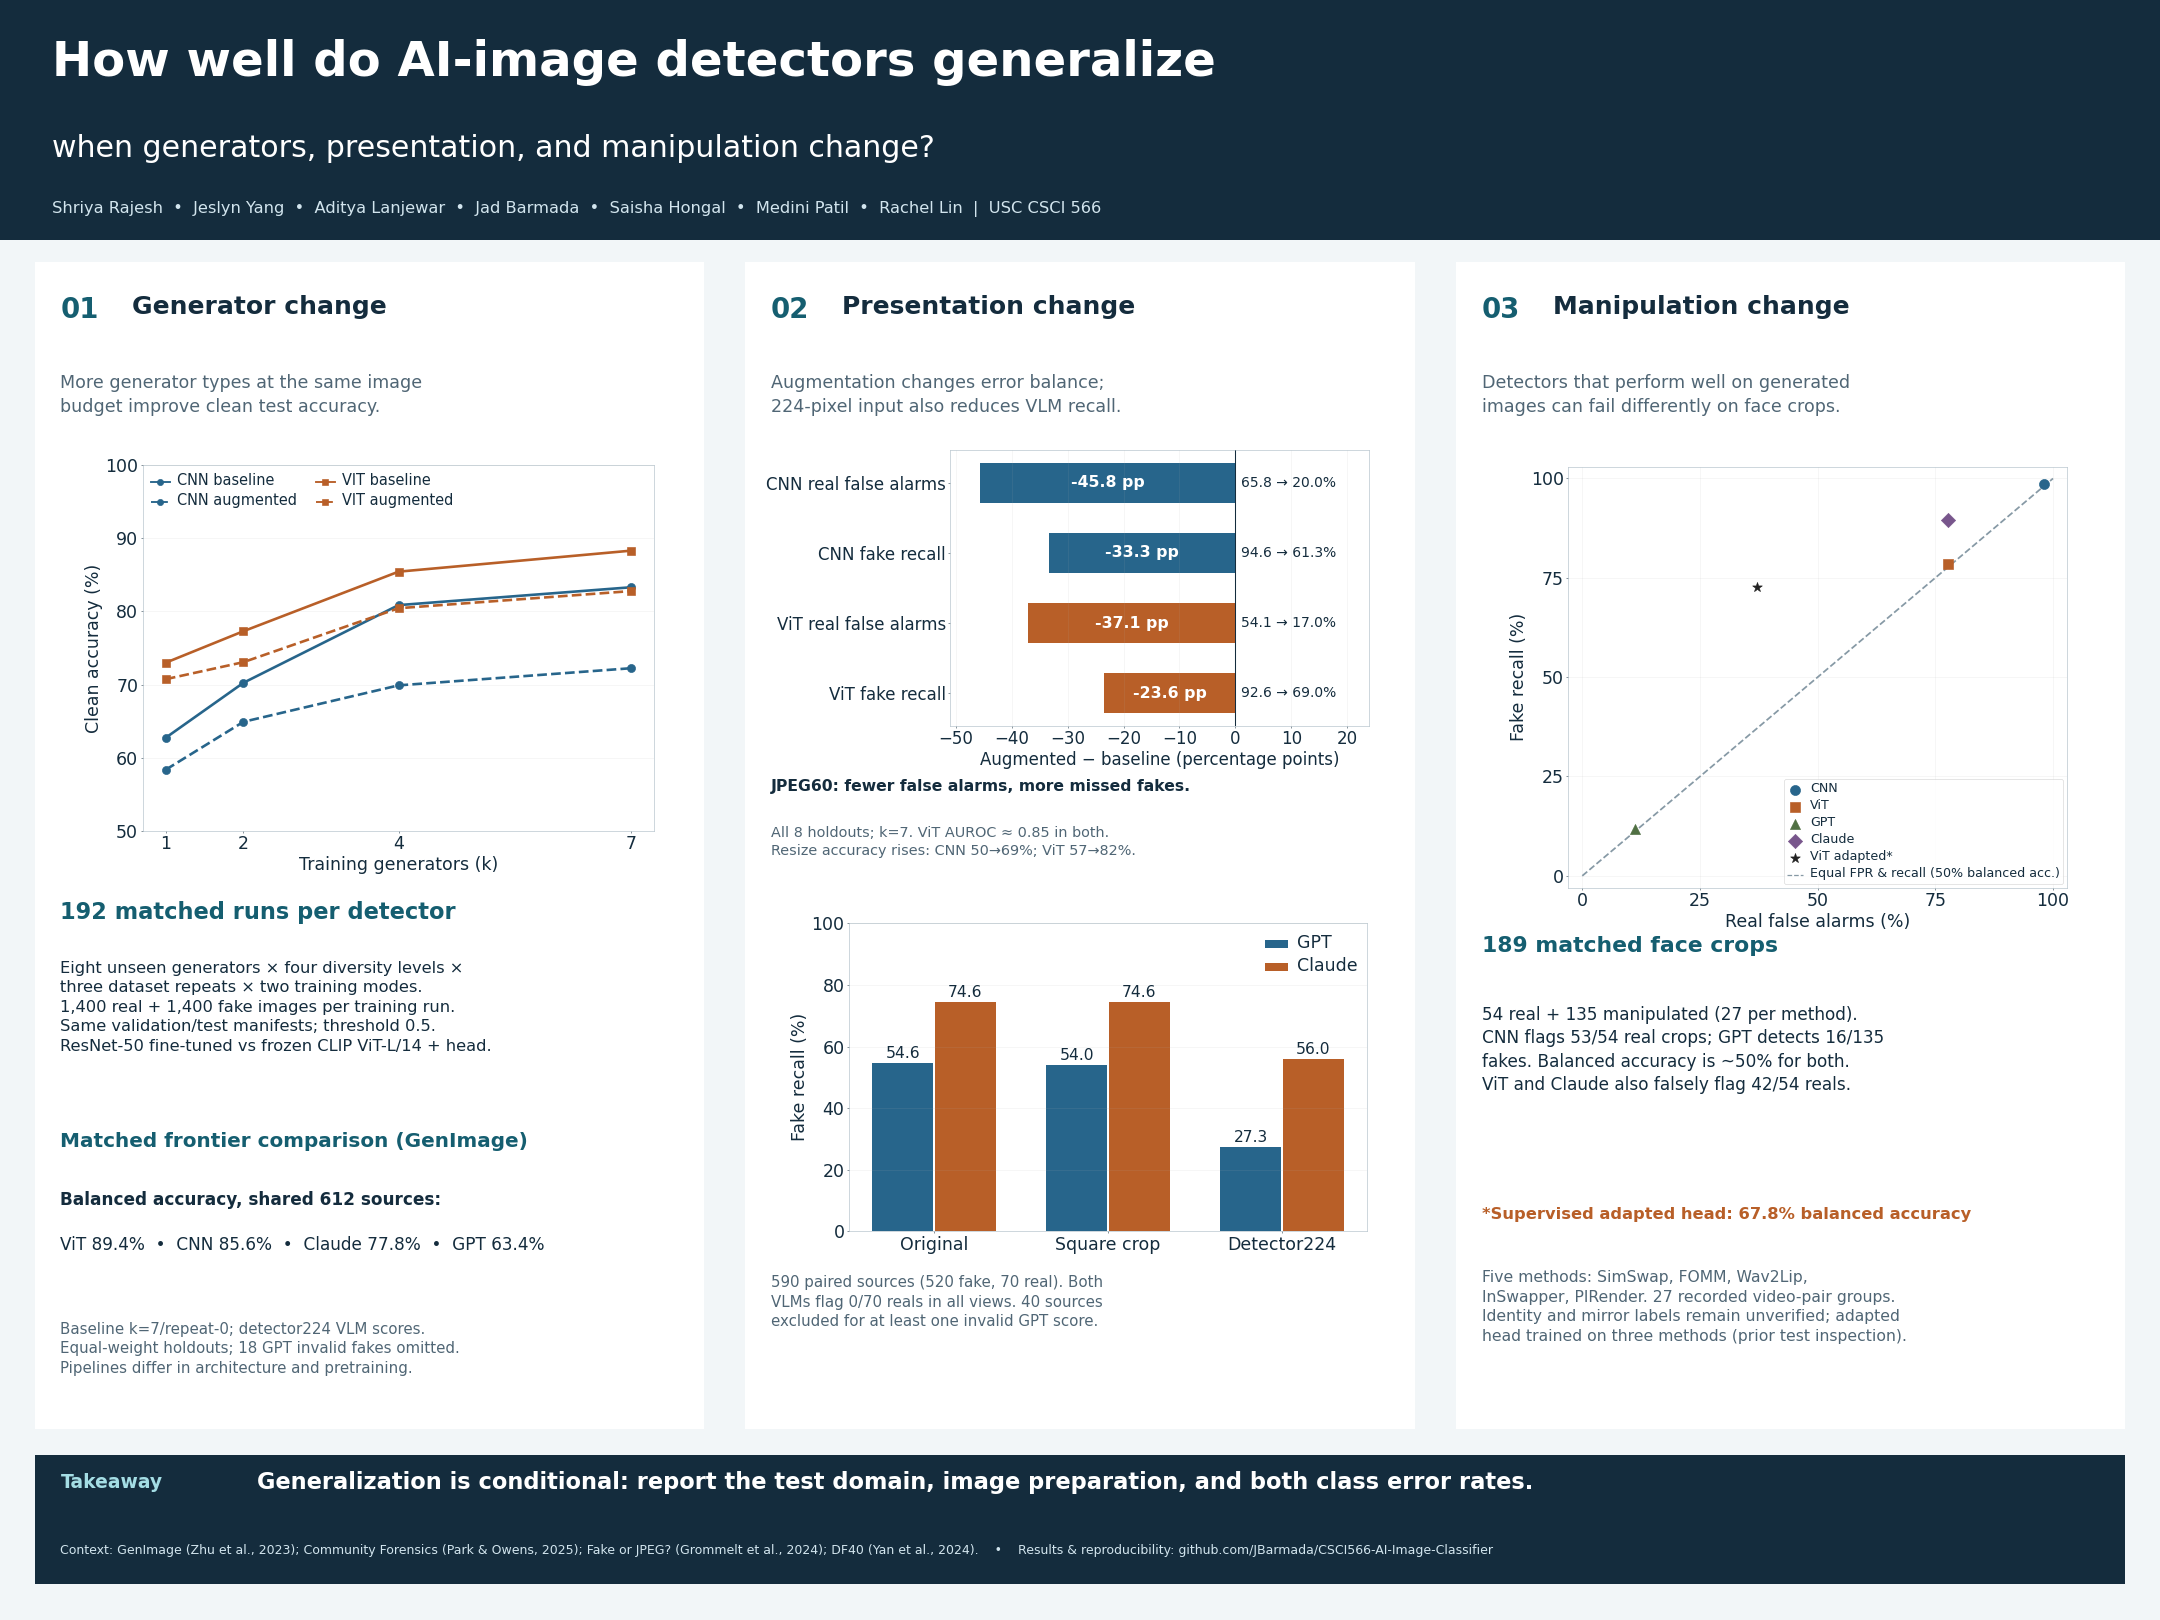 How well do AI-image detectors generalize
when generators, presentation, and manipulation change?
Shriya Rajesh • Jeslyn Yang • Aditya Lanjewar • Jad Barmada • Saisha Hongal • Medini Patil • Rachel Lin | USC CSCI 566
01 Generator change
More generator types at the same image
budget improve clean test accuracy.
CNN baseline
CNN augmented
VIT baseline
VIT augmented
100
90
80
70
60
50
Clean accuracy (%)
1 2 4 7
Training generators (k)
192 matched runs per detector
Eight unseen generators × four diversity levels ×
three dataset repeats × two training modes.
1,400 real + 1,400 fake images per training run.
Same validation/test manifests; threshold 0.5.
ResNet-50 fine-tuned vs frozen CLIP ViT-L/14 + head.
Matched frontier comparison (GenImage)
Balanced accuracy, shared 612 sources:
ViT 89.4% • CNN 85.6% • Claude 77.8% • GPT 63.4%
Baseline k=7/repeat-0; detector224 VLM scores.
Equal-weight holdouts; 18 GPT invalid fakes omitted.
Pipelines differ in architecture and pretraining.
02 Presentation change
Augmentation changes error balance;
224-pixel input also reduces VLM recall.
CNN real false alarms -45.8 pp 65.8 → 20.0%
CNN fake recall -33.3 pp 94.6 → 61.3%
ViT real false alarms -37.1 pp 54.1 → 17.0%
ViT fake recall -23.6 pp 92.6 → 69.0%
−50 −40 −30 −20 −10 0 10 20
Augmented − baseline (percentage points)
JPEG60: fewer false alarms, more missed fakes.
All 8 holdouts; k=7. ViT AUROC ≈ 0.85 in both.
Resize accuracy rises: CNN 50→69%; ViT 57→82%.
GPT
Claude
100
80
60
40
20
0
Fake recall (%)
54.6 74.6 54.0 74.6 27.3 56.0
Original Square crop Detector224
590 paired sources (520 fake, 70 real). Both
VLMs flag 0/70 reals in all views. 40 sources
excluded for at least one invalid GPT score.
03 Manipulation change
Detectors that perform well on generated
images can fail differently on face crops.
100
75
50
25
0
Fake recall (%)
CNN
ViT
GPT
Claude
ViT adapted*
Equal FPR & recall (50% balanced acc.)
0 25 50 75 100
Real false alarms (%)
189 matched face crops
54 real + 135 manipulated (27 per method).
CNN flags 53/54 real crops; GPT detects 16/135
fakes. Balanced accuracy is ~50% for both.
ViT and Claude also falsely flag 42/54 reals.
*Supervised adapted head: 67.8% balanced accuracy
Five methods: SimSwap, FOMM, Wav2Lip,
InSwapper, PIRender. 27 recorded video-pair groups.
Identity and mirror labels remain unverified; adapted
head trained on three methods (prior test inspection).
Takeaway Generalization is conditional: report the test domain, image preparation, and both class error rates.
Context: GenImage (Zhu et al., 2023); Community Forensics (Park & Owens, 2025); Fake or JPEG? (Grommelt et al., 2024); DF40 (Yan et al., 2024). • Results & reproducibility: github.com/JBarmada/CSCI566-AI-Image-Classifier